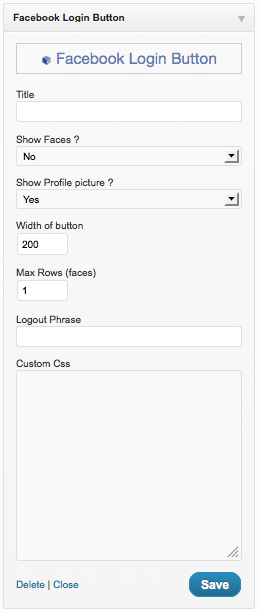 Facebook Login Button
Facebook Login Button
Title
Show Faces ?
No
Show Profile picture ?
Yes
Width of button
200
Max Rows (faces)
1
Logout Phrase
Custom Css
Delete | Close
Save